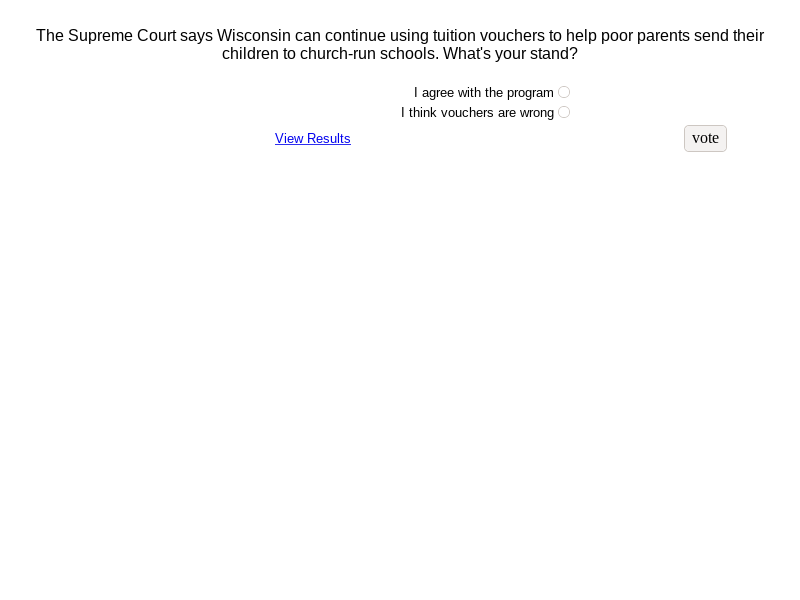 The Supreme Court says Wisconsin can continue using tuition vouchers to help poor parents send their
children to church-run schools. What's your stand?
I agree with the program
I think vouchers are wrong
View Results
vote